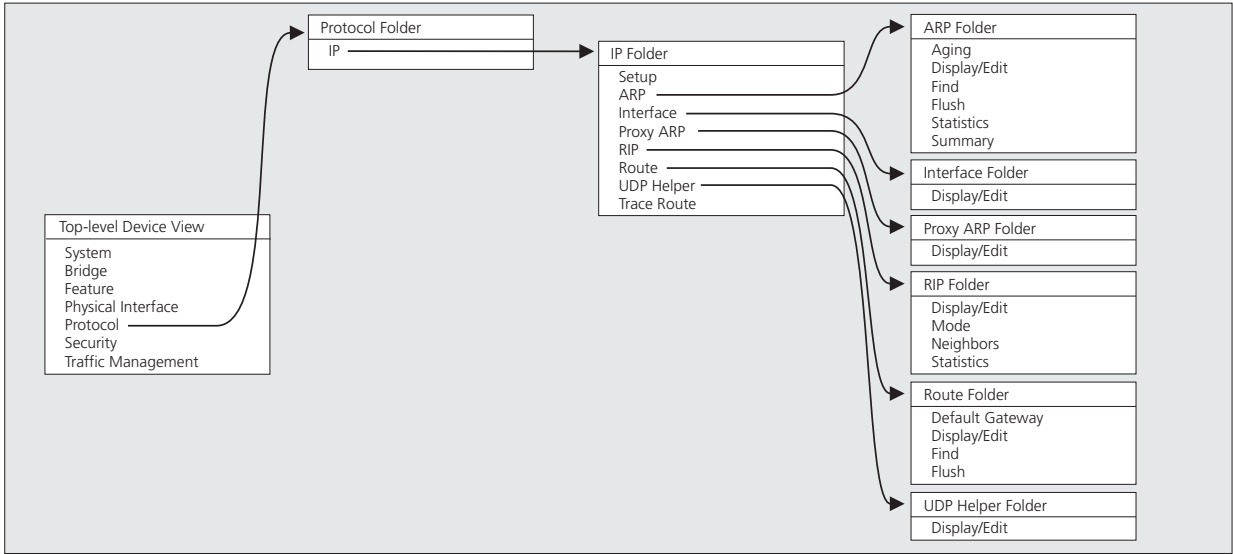 Top-level Device View
System
Bridge
Feature
Physical Interface
Protocol
Security
Traffic Management
Protocol Folder
IP
IP Folder
Setup
ARP
Interface
Proxy ARP
RIP
Route
UDP Helper
Trace Route
ARP Folder
Aging
Display/Edit
Find
Flush
Statistics
Summary
Interface Folder
Display/Edit
Proxy ARP Folder
Display/Edit
RIP Folder
Display/Edit
Mode
Neighbors
Statistics
Route Folder
Default Gateway
Display/Edit
Find
Flush
UDP Helper Folder
Display/Edit